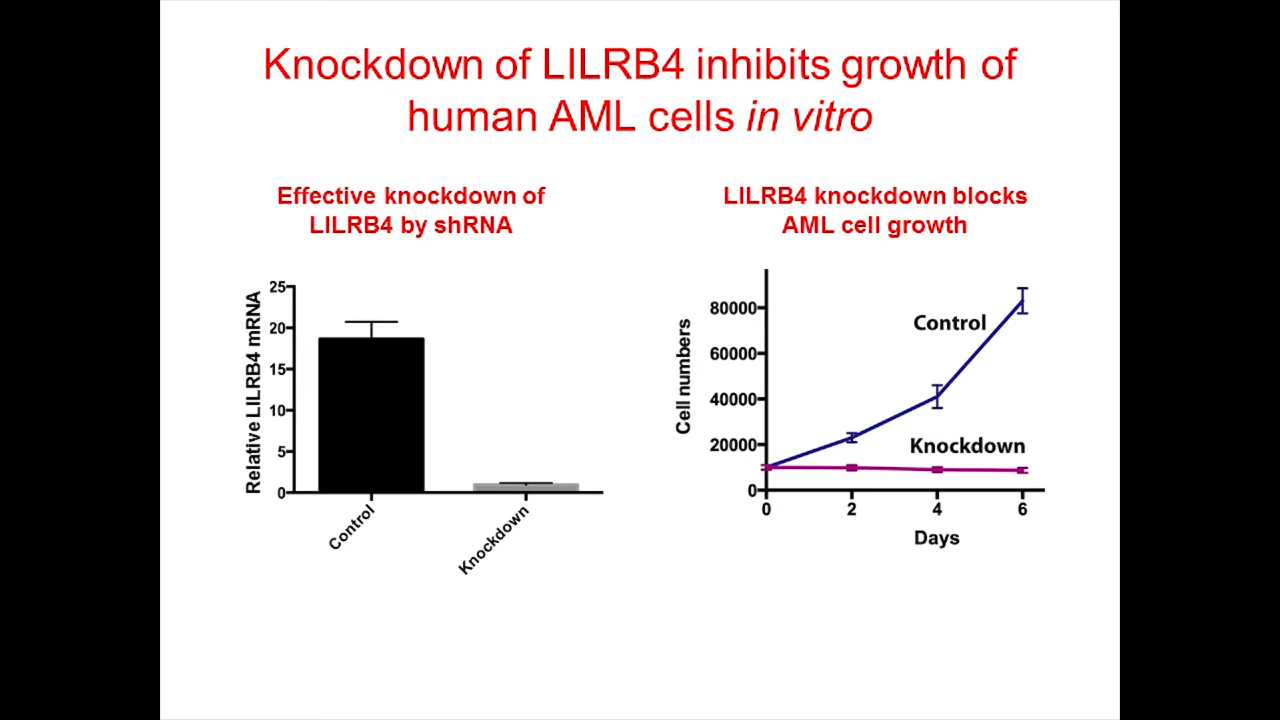 Knockdown of LILRB4 inhibits growth of
human AML cells in vitro
Effective knockdown of
LILRB4 by shRNA
Relative LILRB4 mRNA
25
20
15
10
5
0
Control
Knockdown
LILRB4 knockdown blocks
AML cell growth
Cell numbers
80000
60000
40000
20000
0
Control
Knockdown
0 2 4 6
Days